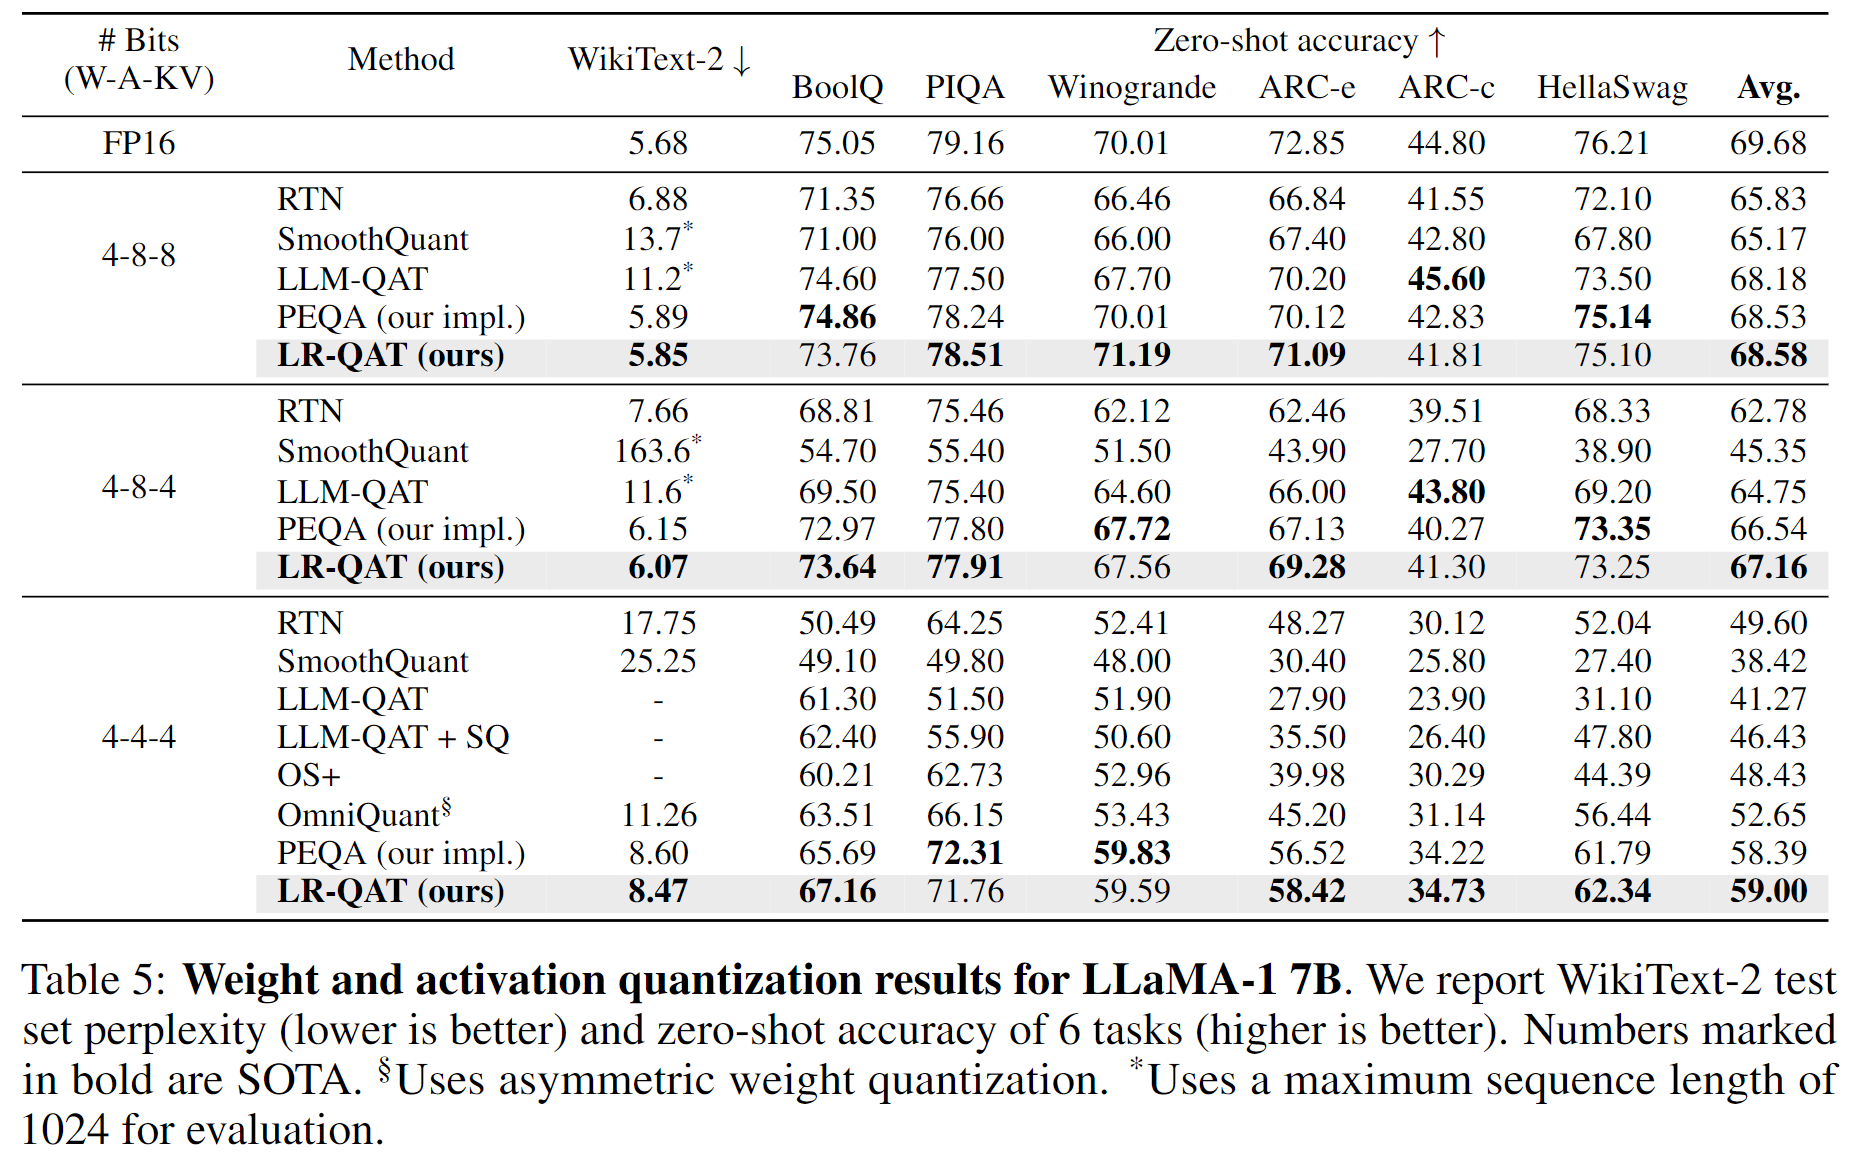 # Bits (W-A-KV) Method WikiText-2 ↓ Zero-shot accuracy ↑
BoolQ PIQA Winogrande ARC-e ARC-c HellaSwag Avg.
FP16 5.68 75.05 79.16 70.01 72.85 44.80 76.21 69.68
4-8-8
RTN 6.88 71.35 76.66 66.46 66.84 41.55 72.10 65.83
SmoothQuant 13.7* 71.00 76.00 66.00 67.40 42.80 67.80 65.17
LLM-QAT 11.2* 74.60 77.50 67.70 70.20 45.60 73.50 68.18
PEQA (our impl.) 5.89 74.86 78.24 70.01 70.12 42.83 75.14 68.53
LR-QAT (ours) 5.85 73.76 78.51 71.19 71.09 41.81 75.10 68.58
4-8-4
RTN 7.66 68.81 75.46 62.12 62.46 39.51 68.33 62.78
SmoothQuant 163.6* 54.70 55.40 51.50 43.90 27.70 38.90 45.35
LLM-QAT 11.6* 69.50 75.40 64.60 66.00 43.80 69.20 64.75
PEQA (our impl.) 6.15 72.97 77.80 67.72 67.13 40.27 73.35 66.54
LR-QAT (ours) 6.07 73.64 77.91 67.56 69.28 41.30 73.25 67.16
4-4-4
RTN 17.75 50.49 64.25 52.41 48.27 30.12 52.04 49.60
SmoothQuant 25.25 49.10 49.80 48.00 30.40 25.80 27.40 38.42
LLM-QAT - 61.30 51.50 51.90 27.90 23.90 31.10 41.27
LLM-QAT + SQ - 62.40 55.90 50.60 35.50 26.40 47.80 46.43
OS+ - 60.21 62.73 52.96 39.98 30.29 44.39 48.43
OmniQuant§ 11.26 63.51 66.15 53.43 45.20 31.14 56.44 52.65
PEQA (our impl.) 8.60 65.69 72.31 59.83 56.52 34.22 61.79 58.39
LR-QAT (ours) 8.47 67.16 71.76 59.59 58.42 34.73 62.34 59.00
Table 5: Weight and activation quantization results for LLaMA-1 7B. We report WikiText-2 test
set perplexity (lower is better) and zero-shot accuracy of 6 tasks (higher is better). Numbers marked
in bold are SOTA. §Uses asymmetric weight quantization. *Uses a maximum sequence length of
1024 for evaluation.